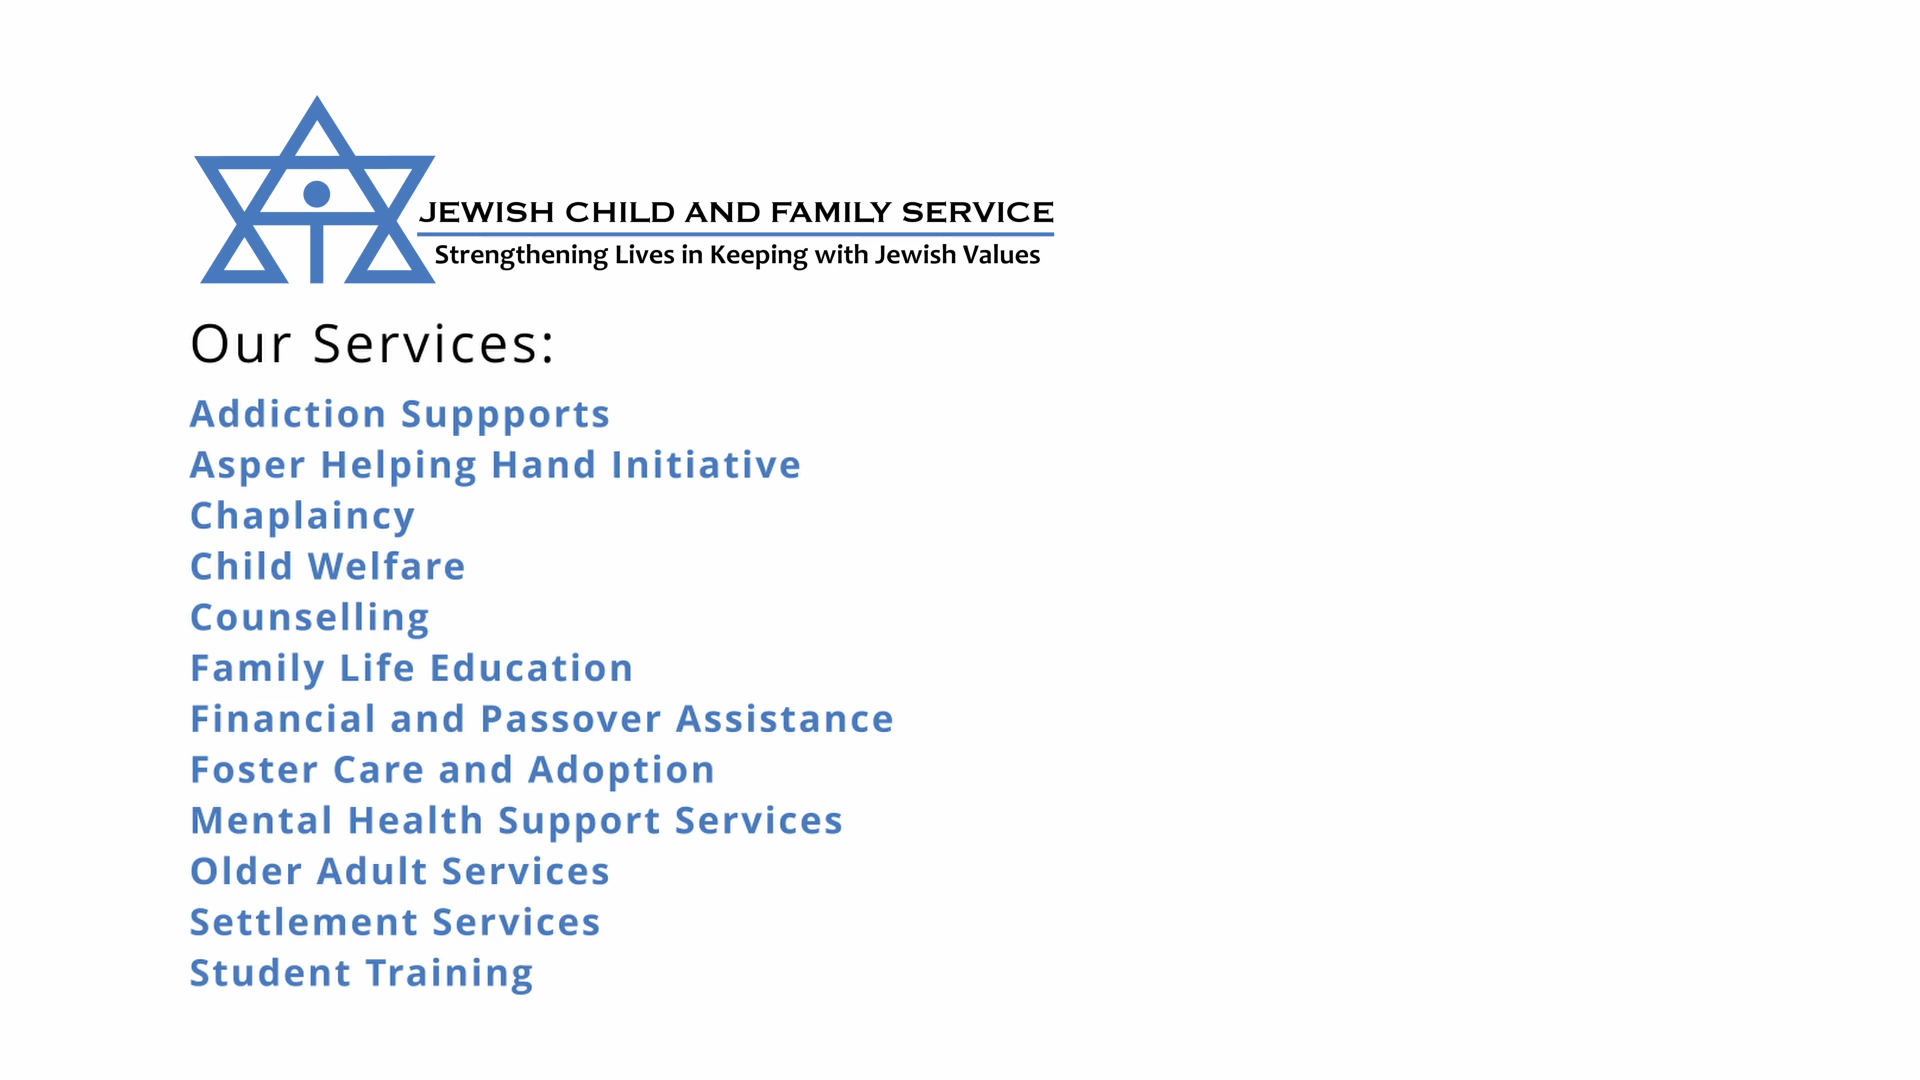 JEWISH CHILD AND FAMILY SERVICE
Strengthening Lives in Keeping with Jewish Values
Our Services:
Addiction Suppports
Asper Helping Hand Initiative
Chaplaincy
Child Welfare
Counselling
Family Life Education
Financial and Passover Assistance
Foster Care and Adoption
Mental Health Support Services
Older Adult Services
Settlement Services
Student Training